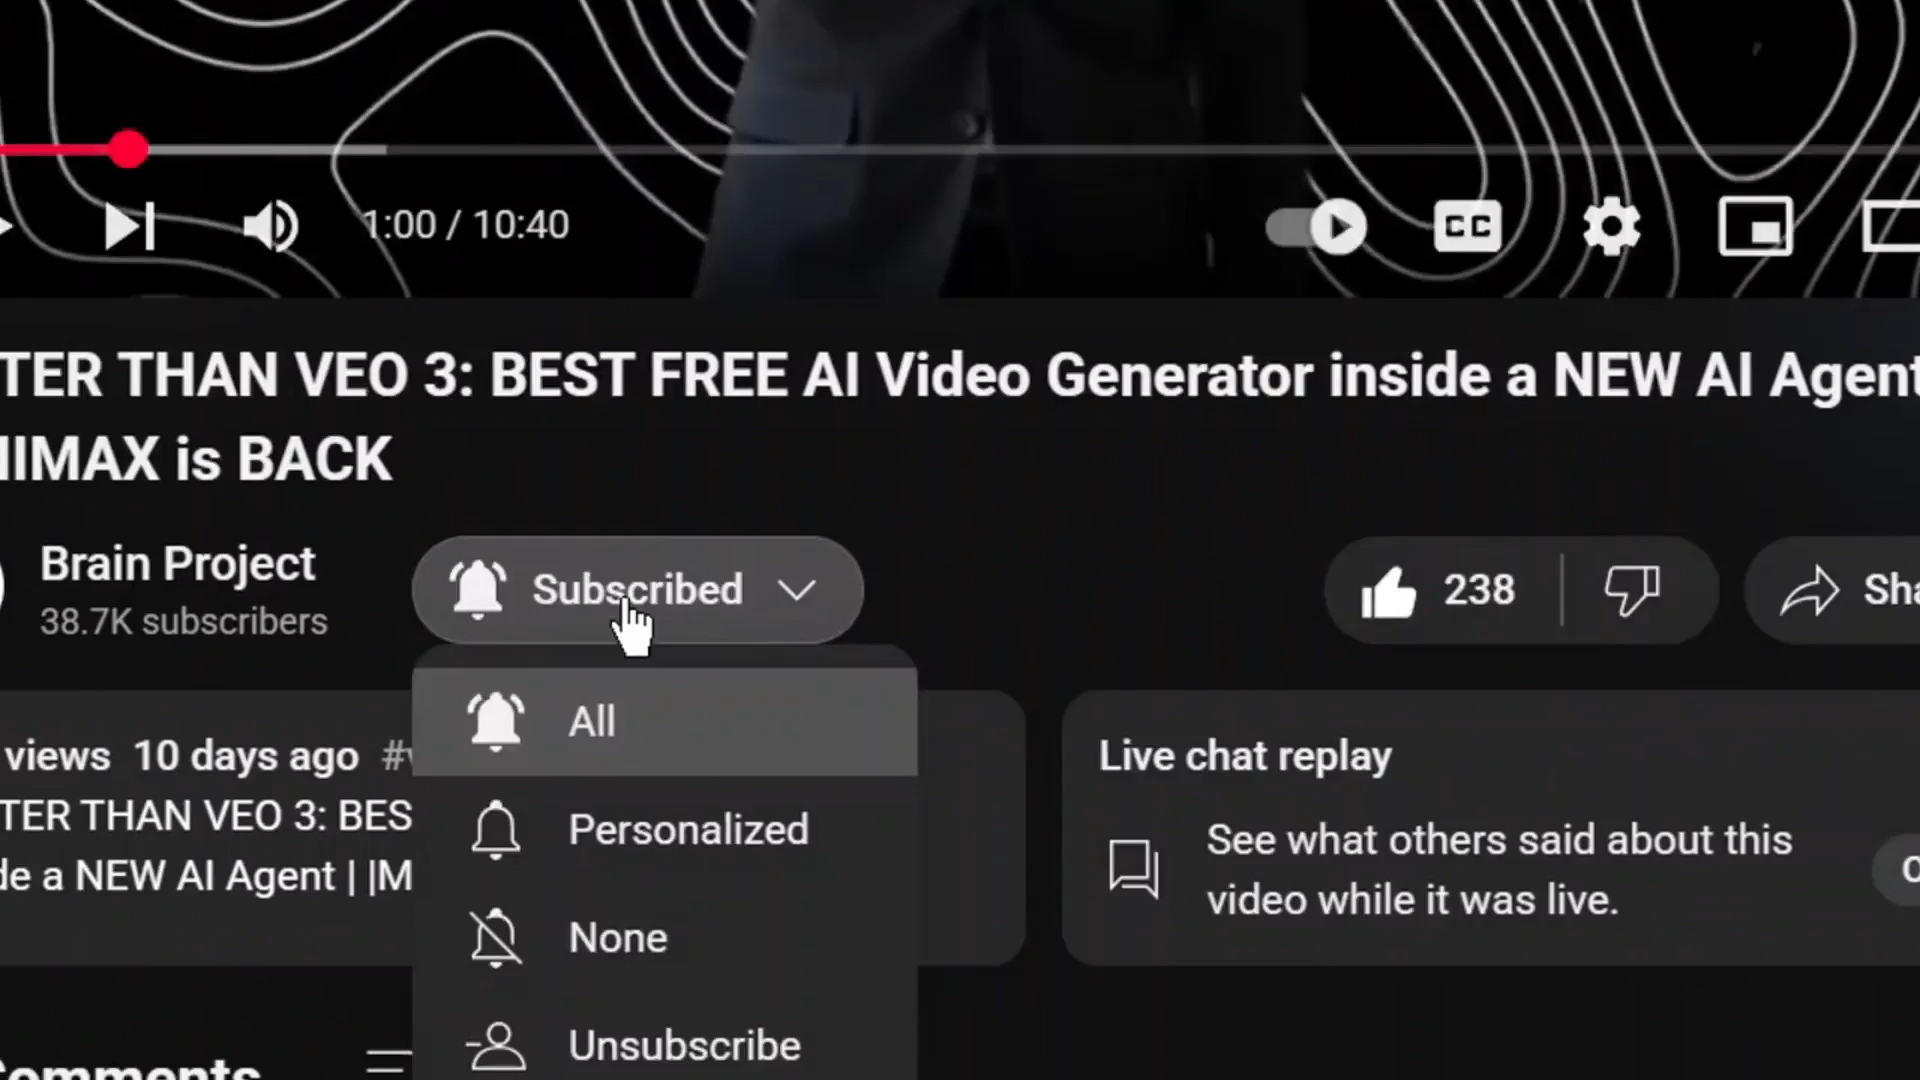 1:00 / 10:40
CC
TER THAN VEO 3: BEST FREE AI Video Generator inside a NEW AI Agent
IIMAX is BACK
Brain Project
38.7K subscribers
Subscribed
238
Sha
All
Personalized
None
Unsubscribe
views 10 days ago #
TER THAN VEO 3: BES
de a NEW AI Agent | |M
Live chat replay
See what others said about this
video while it was live.
Comments